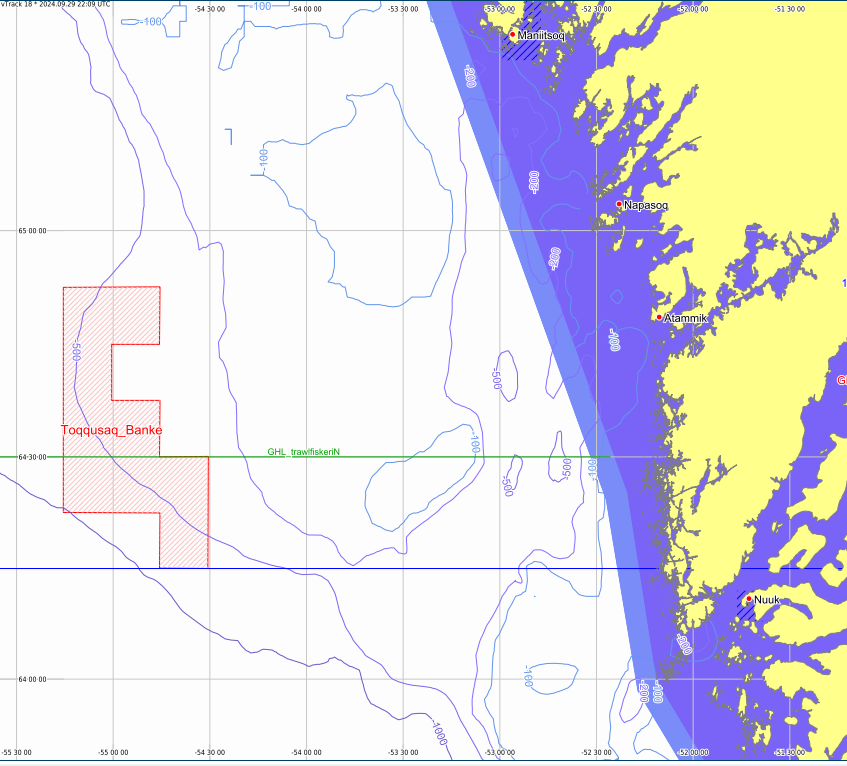 vTrack 18 * 2024.09.29 22:09 UTC
-54 30 00
-54 00 00
-53 30 00
-53 00 00
-52 30 00
-52 00 00
-51 30 00
-100
-100
Maniitsoq
-200
-100
-200
Napasoq
65 00 00
-200
1
Atammik
-100
-500
-500
G
Toqqusaq_Banke
-100
GHL_trawlfiskeriN
64 30 00
-500
-100
-500
Nuuk
-200
64 00 00
-100
-200
-100
-1000
-55 30 00
-55 00 00
-54 30 00
-54 00 00
-53 30 00
-53 00 00
-52 30 00
-52 00 00
-51 30 00